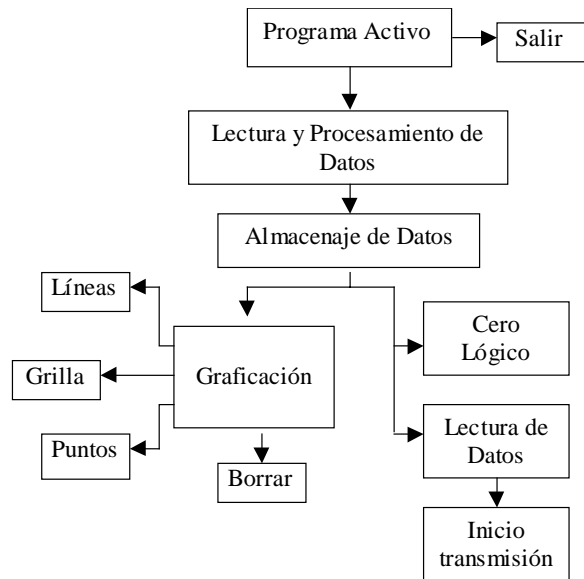 Programa Activo
Salir
Lectura y Procesamiento de
Datos
Almacenaje de Datos
Líneas
Grilla
Puntos
Graficación
Borrar
Cero
Lógico
Lectura de
Datos
Inicio
transmisión